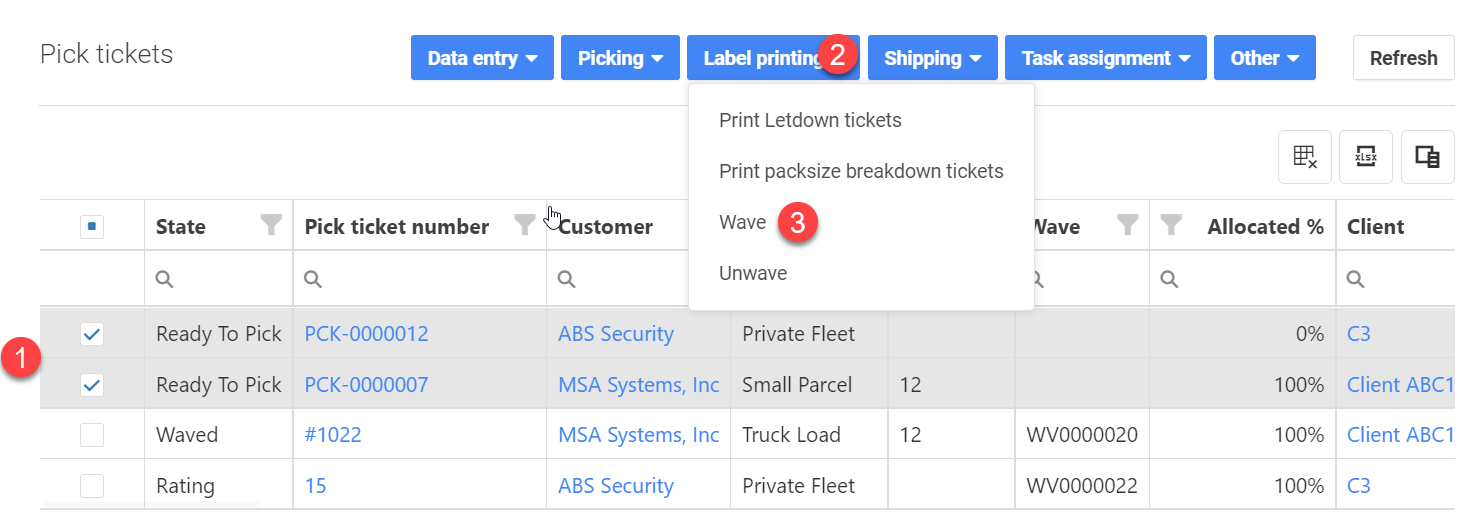 Pick tickets
Data entry Picking Label printing 2 Shipping Task assignment Other Refresh
Print Letdown tickets
xlsx
Print packsize breakdown tickets
State Pick ticket number Customer Wave 3 Wave Allocated % Client
Unwave
Ready To Pick PCK-0000012 ABS Security Private Fleet 0% C3
1
Ready To Pick PCK-0000007 MSA Systems, Inc Small Parcel 12 100% Client ABC1
Waved #1022 MSA Systems, Inc Truck Load 12 WV0000020 100% Client ABC1
Rating 15 ABS Security Private Fleet WV0000022 100% C3